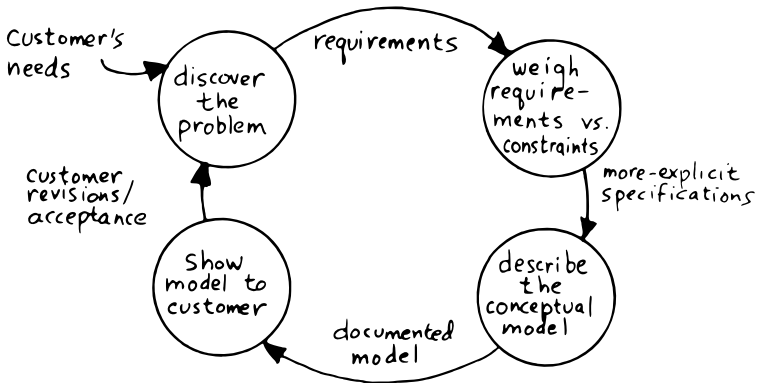 Customer's
needs
discover
the
problem
requirements
weigh
require-
ments vs.
constraints
more-explicit
specifications
describe
the
conceptual
model
documented
model
Show
model to
customer
customer
revisions/
acceptance